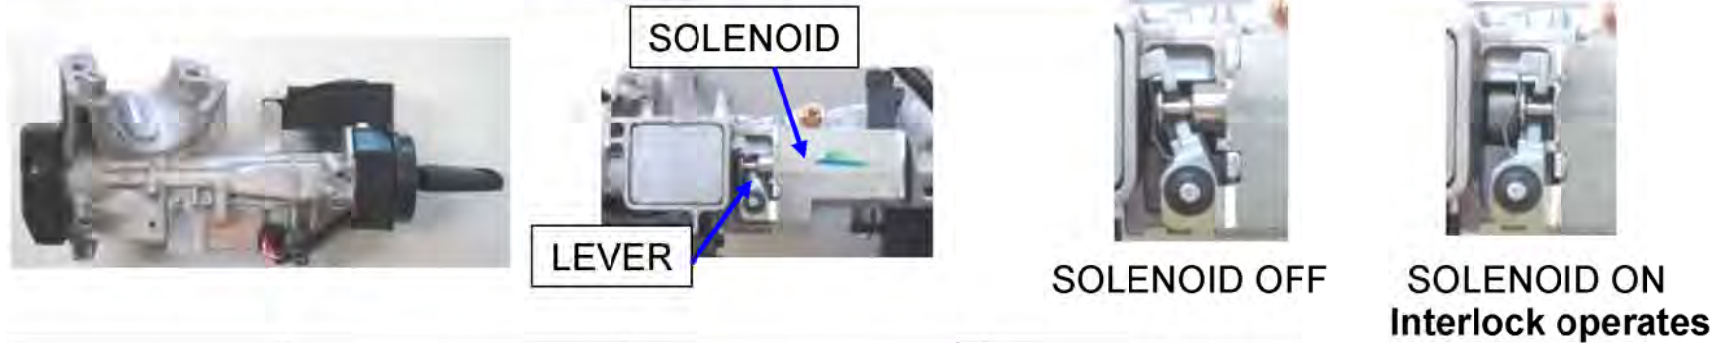 SOLENOID
LEVER
SOLENOID OFF
SOLENOID ON
Interlock operates